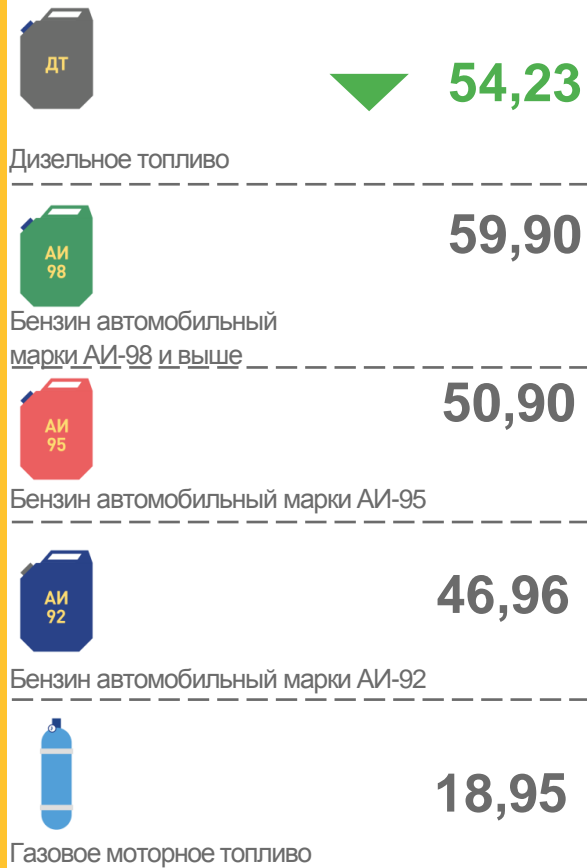 ДТ
54,23
Дизельное топливо
АИ
98
59,90
Бензин автомобильный
марки АИ-98 и выше
АИ
95
50,90
Бензин автомобильный марки АИ-95
АИ
92
46,96
Бензин автомобильный марки АИ-92
18,95
Газовое моторное топливо